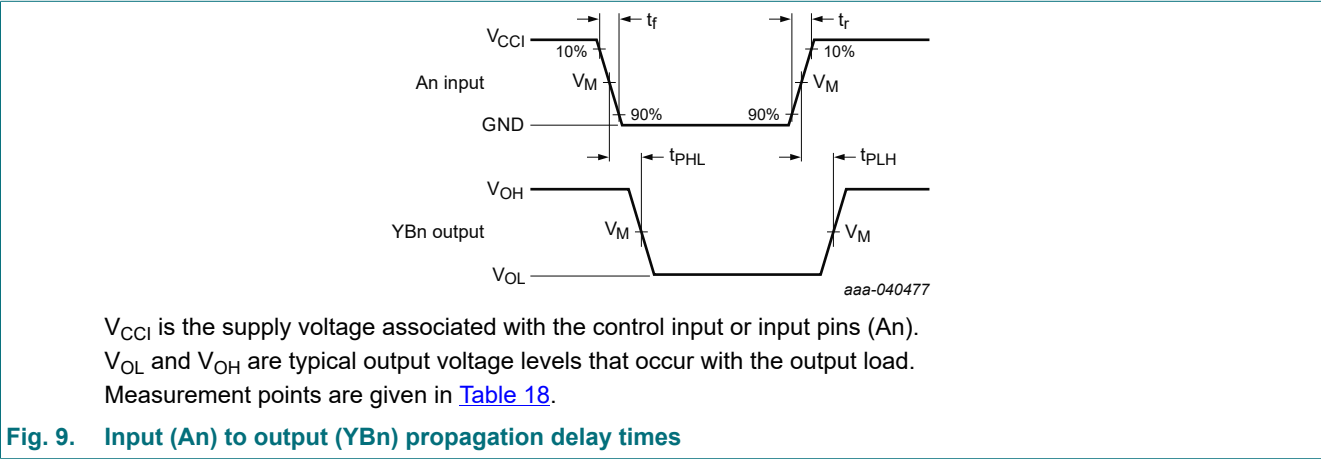 tf tr
VCCI
10% 10%
An input VM VM
90% 90%
GND
tPHL tPLH
VOH
YBn output VM VM
VOL
aaa-040477
VCCI is the supply voltage associated with the control input or input pins (An).
VOL and VOH are typical output voltage levels that occur with the output load.
Measurement points are given in Table 18.
Fig. 9. Input (An) to output (YBn) propagation delay times